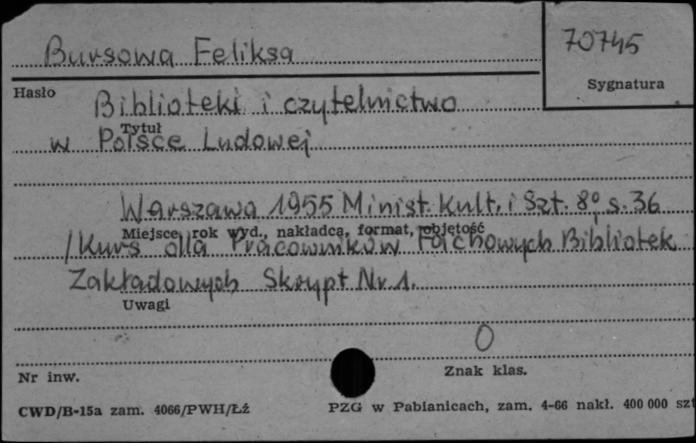 Bursowa Feliksa
70745
Sygnatura
Hasło
Biblioteki i czytelnictwo
Tytuł
w Polsce Ludowej
Warszawa 1955 Minist. Kult. i Szt. 8° s. 36
Miejsce, rok wyd., nakładca, format, objętość
/Kurs dla Pracowników Fachowych Bibliotek
Zakładowych Skrypt Nr 1.
Uwagi
0
Nr inw.
Znak klas.
CWD/B-15a zam. 4066/PWH/Łź
PZG w Pabianicach, zam. 4-66 nakł. 400 000 szt